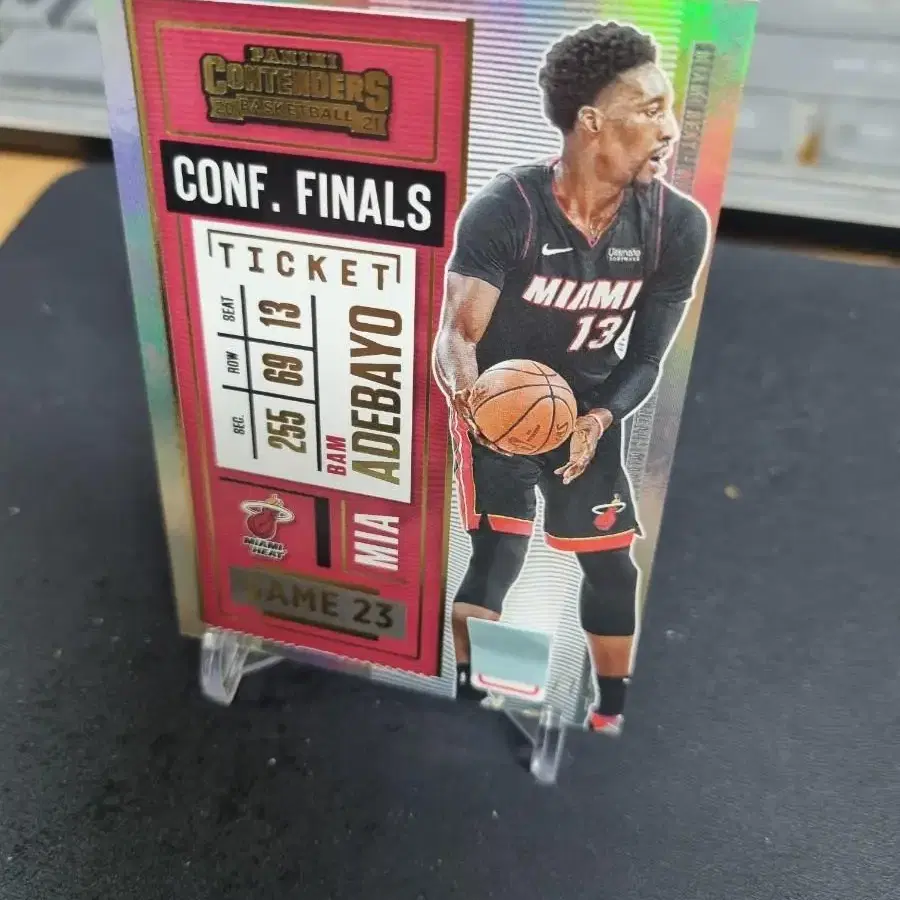 PANINI
CONTENDERS
20 BASKETBALL 21
CONF. FINALS
TICKET
SEAT
13
ROW
69
SEC.
255
BAM
ADEBAYO
MIAMI
HEAT
MIA
GAME 23
MIAMI
13